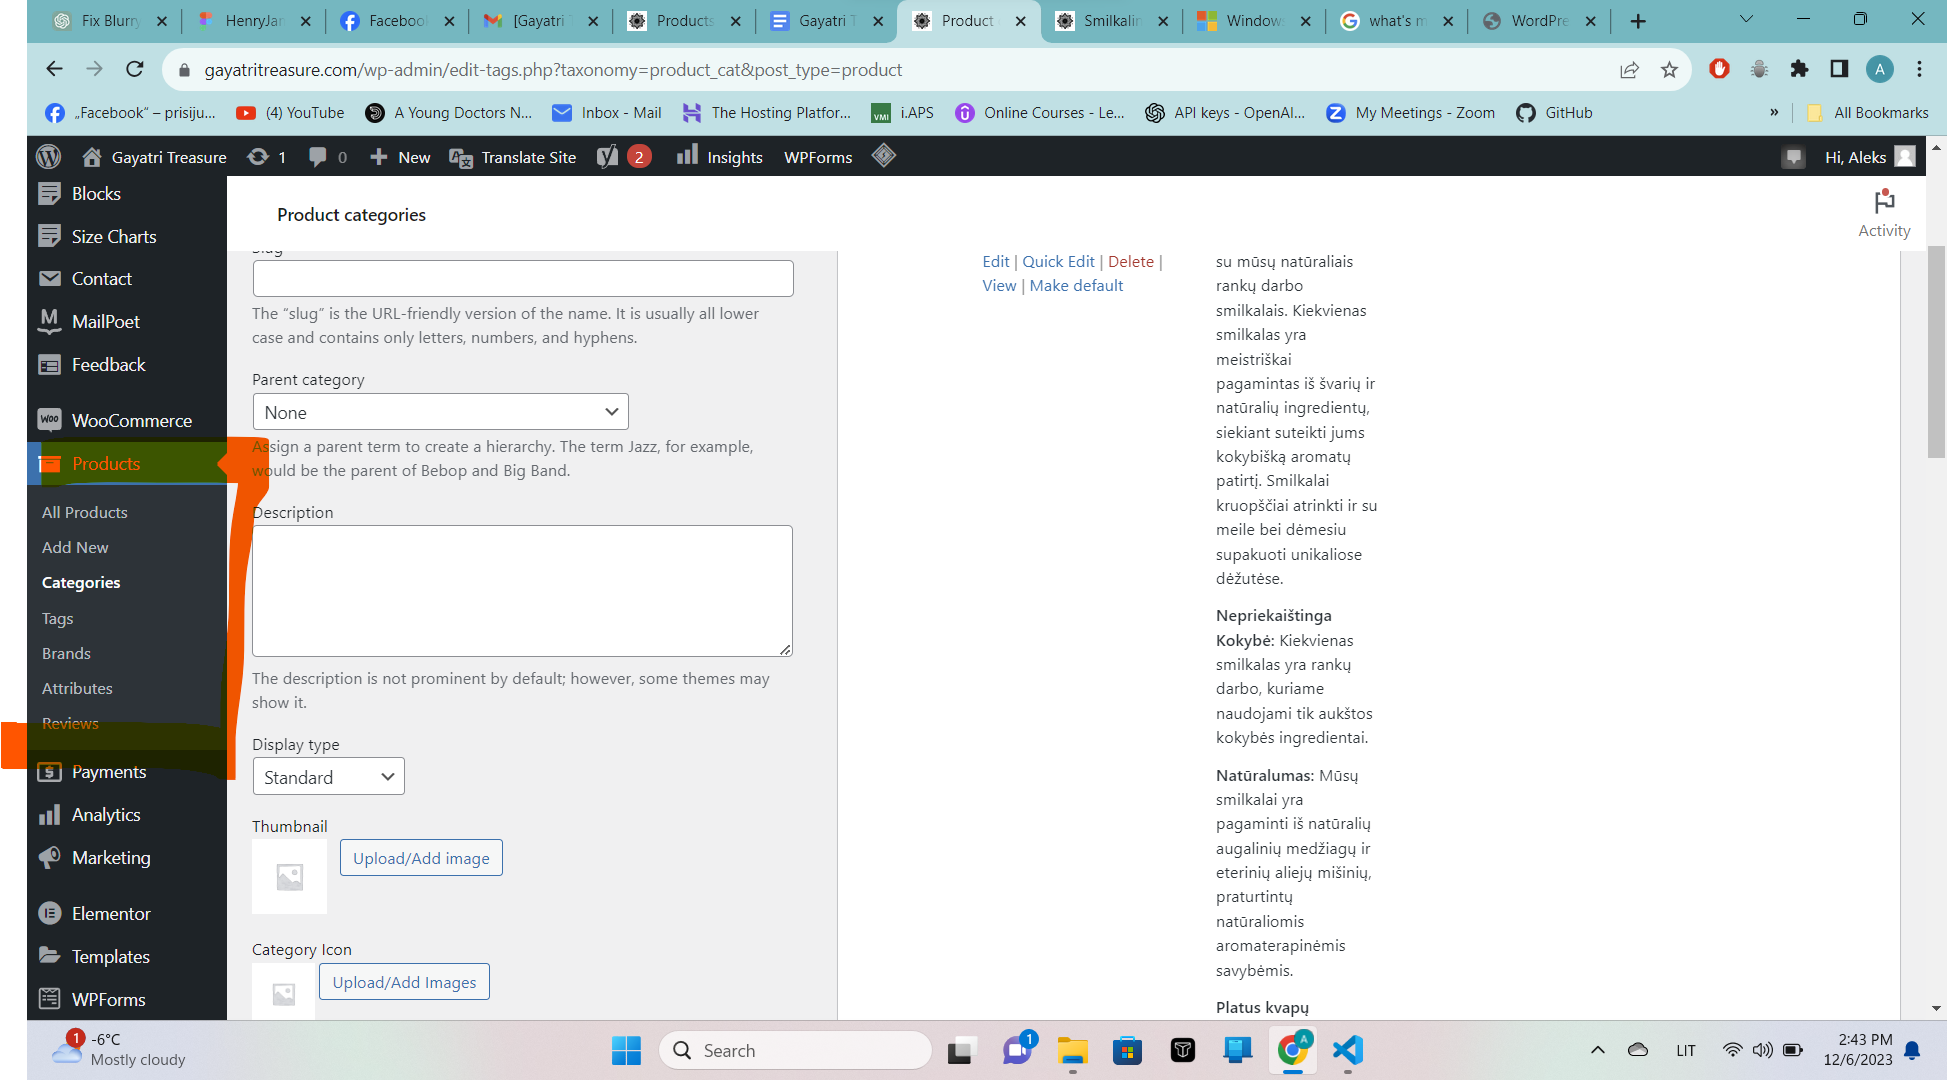 Fix Blurry
HenryJar
Facebook
[Gayatri T
Products
Gayatri T
Product
Smilkalin
Window
what's m
WordPre
gayatritreasure.com/wp-admin/edit-tags.php?taxonomy=product_cat&post_type=product
A
„Facebook“ – prisiju...
(4) YouTube
A Young Doctors N...
Inbox - Mail
The Hosting Platfor...
VMI
i.APS
Online Courses - Le...
API keys - OpenAI...
My Meetings - Zoom
GitHub
»
All Bookmarks
Gayatri Treasure
1
0
New
Translate Site
2
Insights
WPForms
Hi, Aleks
Blocks
Size Charts
Contact
MailPoet
Feedback
WooCommerce
Products
All Products
Add New
Categories
Tags
Brands
Attributes
Reviews
Payments
Analytics
Marketing
Elementor
Templates
WPForms
Product categories
Activity
Slug
The “slug” is the URL-friendly version of the name. It is usually all lower
case and contains only letters, numbers, and hyphens.
Parent category
None
Assign a parent term to create a hierarchy. The term Jazz, for example,
would be the parent of Bebop and Big Band.
Description
The description is not prominent by default; however, some themes may
show it.
Display type
Standard
Thumbnail
Upload/Add image
Category Icon
Upload/Add Images
Edit | Quick Edit | Delete |
View | Make default
su mūsų natūraliais
rankų darbo
smilkalais. Kiekvienas
smilkalas yra
meistriškai
pagamintas iš švarių ir
natūralių ingredientų,
siekiant suteikti jums
kokybišką aromatų
patirtį. Smilkalai
kruopščiai atrinkti ir su
meile bei dėmesiu
supakuoti unikaliose
dėžutėse.
Nepriekaištinga
Kokybė: Kiekvienas
smilkalas yra rankų
darbo, kuriame
naudojami tik aukštos
kokybės ingredientai.
Natūralumas: Mūsų
smilkalai yra
pagaminti iš natūralių
augalinių medžiagų ir
eterinių aliejų mišinių,
praturtintų
natūraliomis
aromaterapinėmis
savybėmis.
Platus kvapų
1
-6°C
Mostly cloudy
Search
1
A
LIT
2:43 PM
12/6/2023